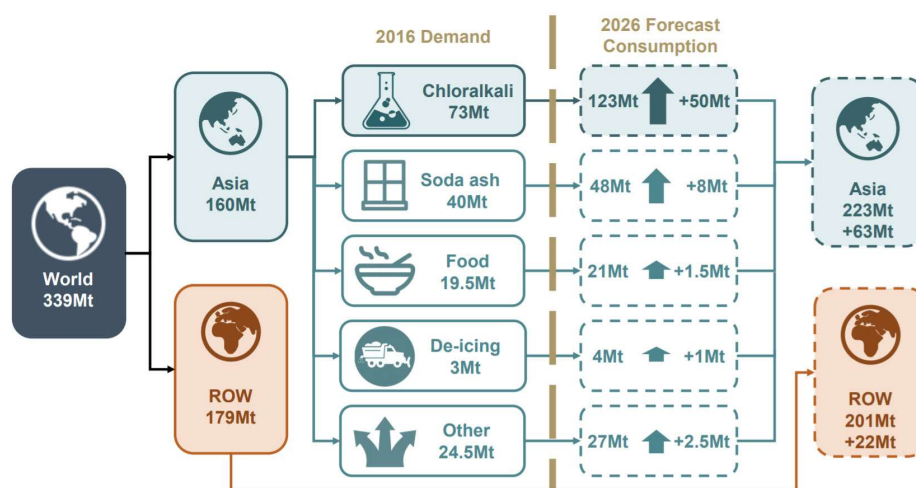 2016 Demand
2026 Forecast
Consumption
World
339Mt
Asia
160Mt
ROW
179Mt
Chloralkali
73Mt
123Mt
+50Mt
Soda ash
40Mt
48Mt
+8Mt
Food
19.5Mt
21Mt
+1.5Mt
De-icing
3Mt
4Mt
+1Mt
Other
24.5Mt
27Mt
+2.5Mt
Asia
223Mt
+63Mt
ROW
201Mt
+22Mt